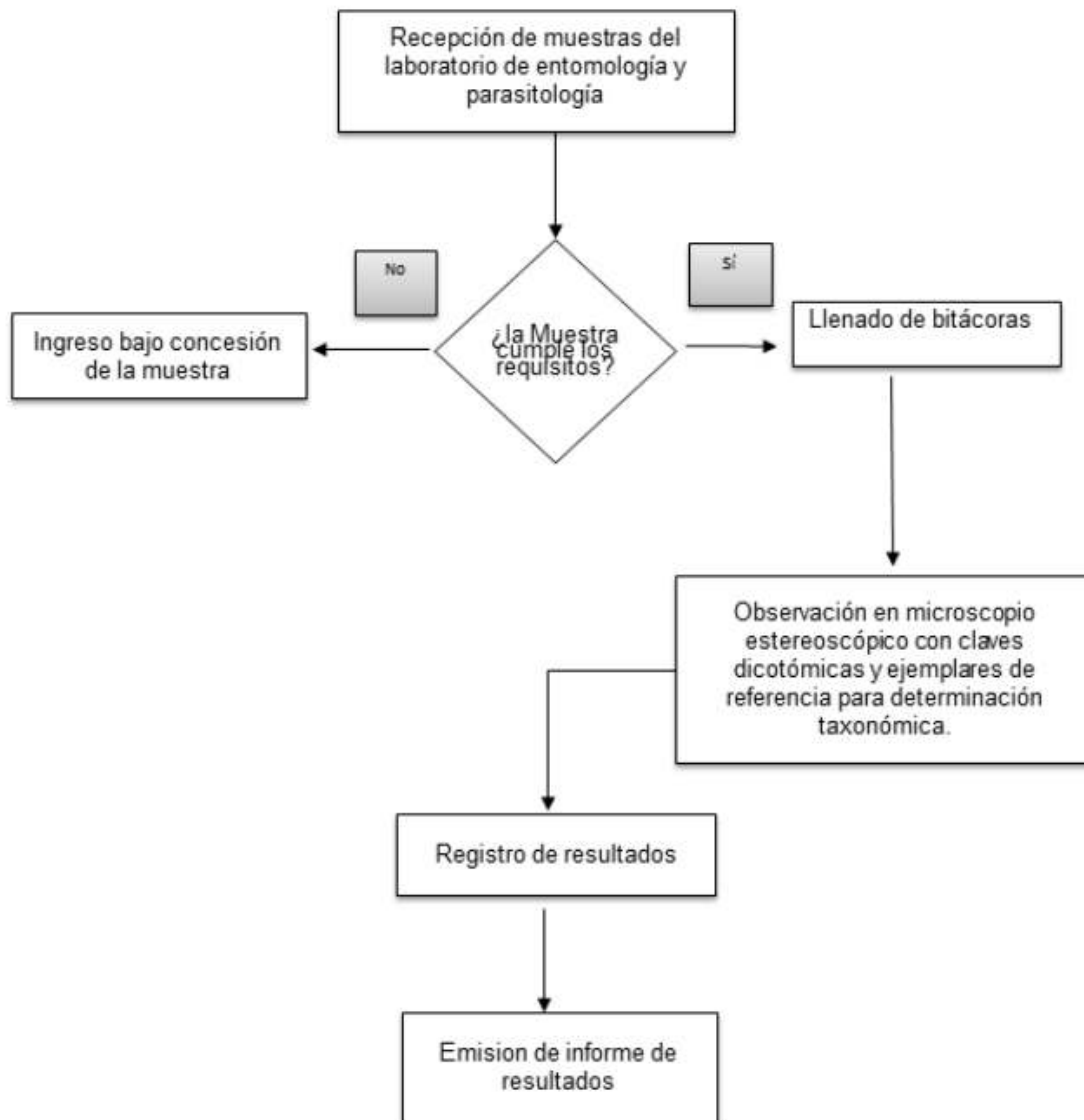 Recepción de muestras del
laboratorio de entomología y
parasitología
No
Sí
¿la Muestra
cumple los
requisitos?
Ingreso bajo concesión
de la muestra
Llenado de bitácoras
Observación en microscopio
estereoscópico con claves
dicotómicas y ejemplares de
referencia para determinación
taxonómica.
Registro de resultados
Emision de informe de
resultados